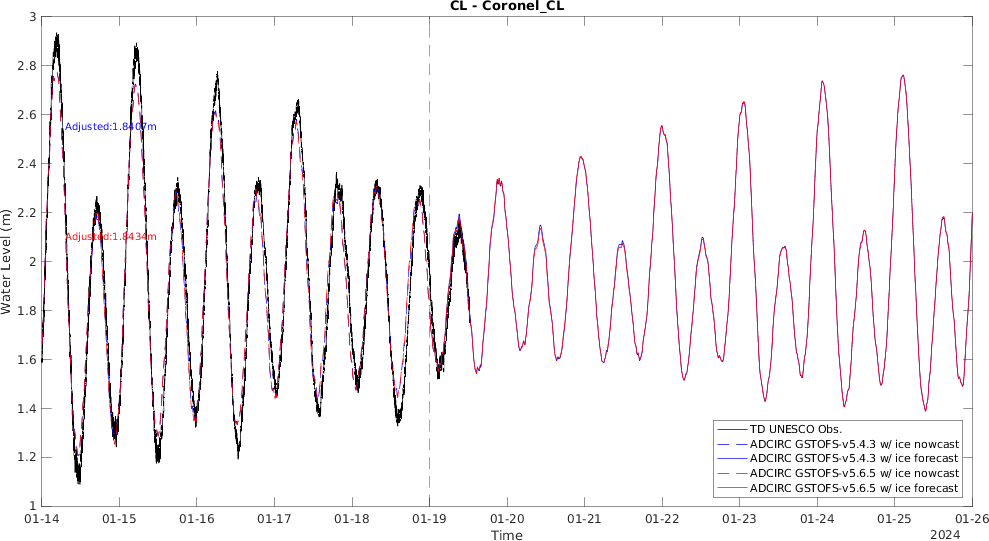 CL - Coronel_CL
3
2.8
2.6
2.4
2.2
2
1.8
1.6
1.4
1.2
1
Water Level (m)
Adjusted:1.8407m
Adjusted:1.8434m
TD UNESCO Obs.
ADCIRC GSTOFS-v5.4.3 w/ ice nowcast
ADCIRC GSTOFS-v5.4.3 w/ ice forecast
ADCIRC GSTOFS-v5.6.5 w/ ice nowcast
ADCIRC GSTOFS-v5.6.5 w/ ice forecast
01-14 01-15 01-16 01-17 01-18 01-19 01-20 01-21 01-22 01-23 01-24 01-25 01-26
Time
2024